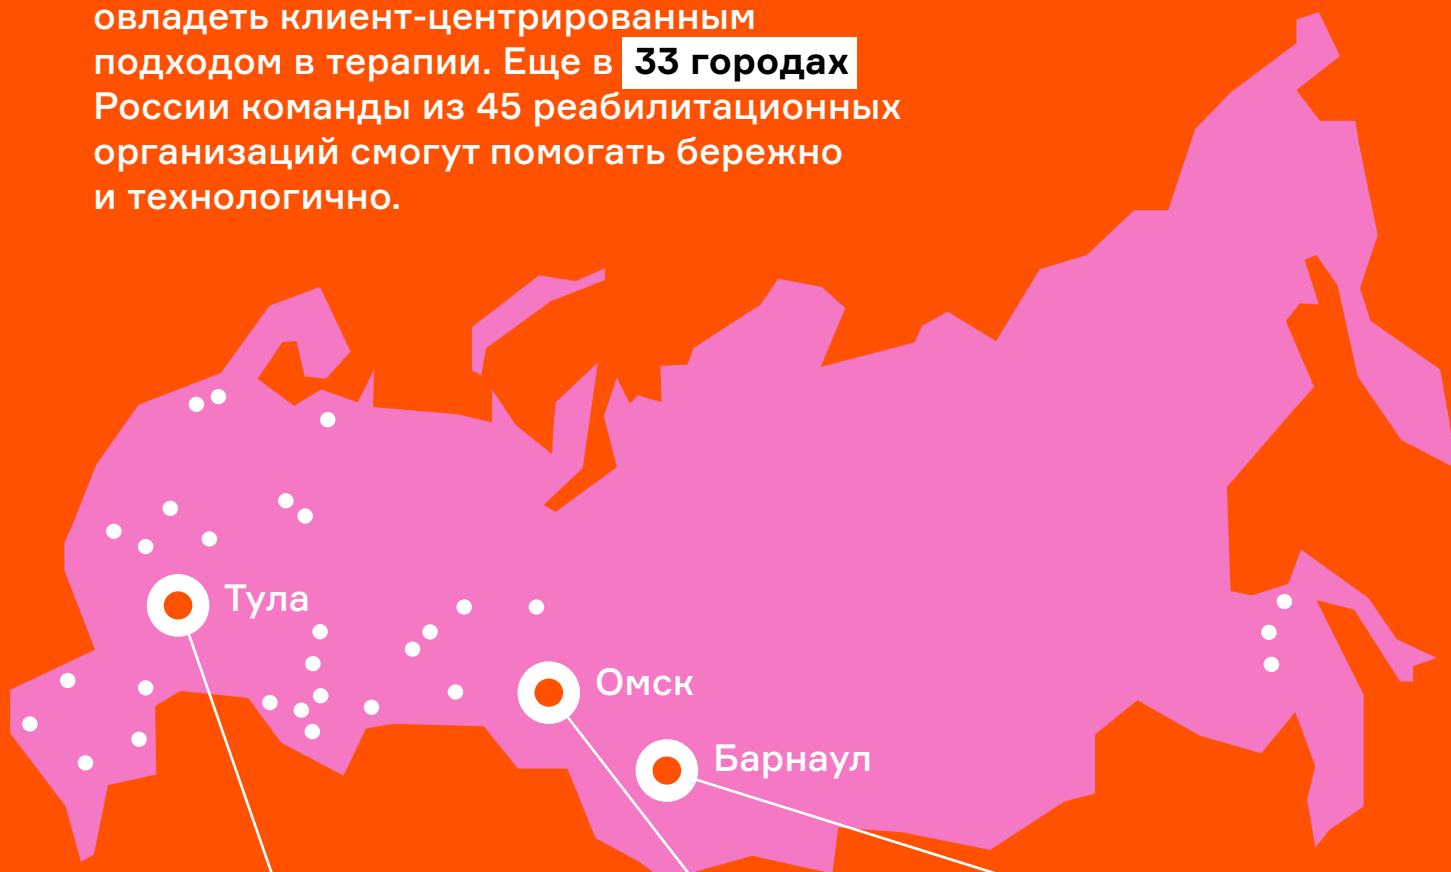 овладеть клиент-центрированным
подходом в терапии. Еще в 33 городах
России команды из 45 реабилитационных
организаций смогут помогать бережно
и технологично.
Тула
Омск
Барнаул